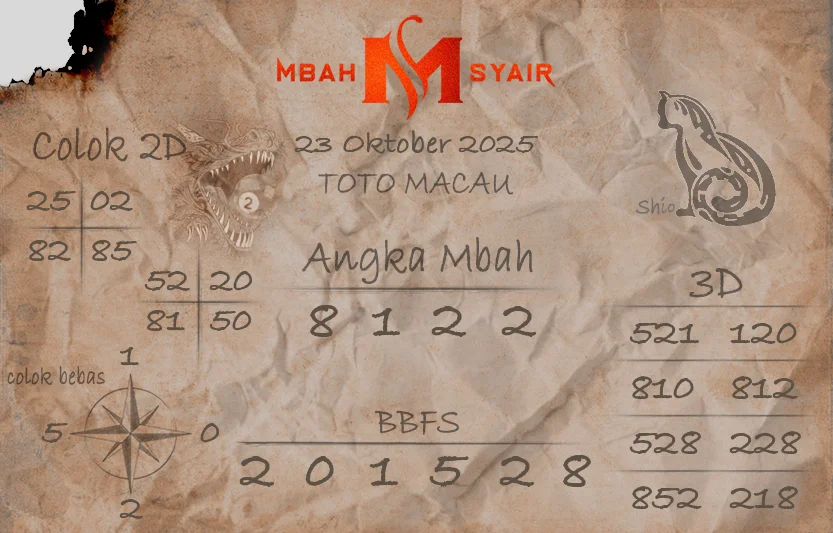 MBAH M SYAIR
23 Oktober 2025
TOTO MACAU
Colok 2D
25 02
82 85
2
52 20
81 50
Shio
Angka Mbah
8 1 2 2
3D
521 120
810 812
528 228
852 218
colok bebas
1
5 0
2
BBFS
2 0 1 5 2 8